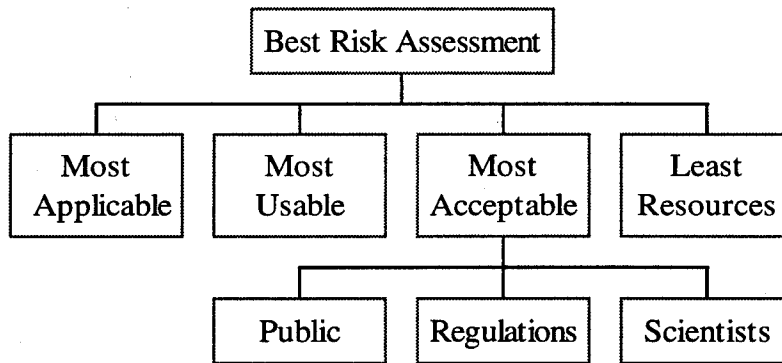 Best Risk Assessment
Most
Applicable
Most
Usable
Most
Acceptable
Least
Resources
Public
Regulations
Scientists